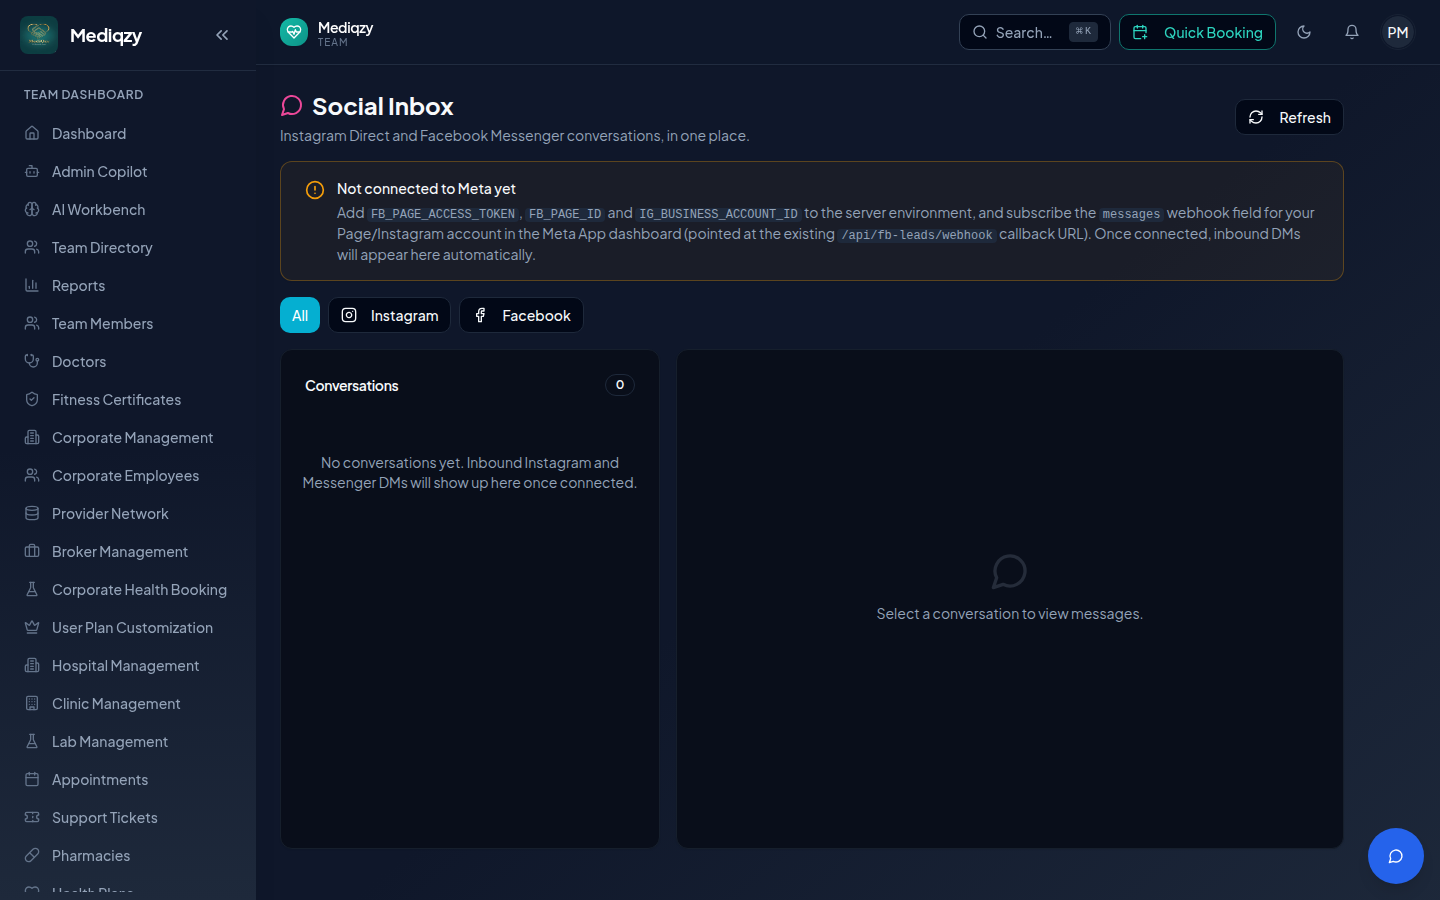 Mediqzy
TEAM DASHBOARD
Dashboard
Admin Copilot
AI Workbench
Team Directory
Reports
Team Members
Doctors
Fitness Certificates
Corporate Management
Corporate Employees
Provider Network
Broker Management
Corporate Health Booking
User Plan Customization
Hospital Management
Clinic Management
Lab Management
Appointments
Support Tickets
Pharmacies
Health Plans
Mediqzy
TEAM
Search...
⌘K
Quick Booking
PM
Social Inbox
Instagram Direct and Facebook Messenger conversations, in one place.
Refresh
Not connected to Meta yet
Add FB_PAGE_ACCESS_TOKEN, FB_PAGE_ID and IG_BUSINESS_ACCOUNT_ID to the server environment, and subscribe the messages webhook field for your
Page/Instagram account in the Meta App dashboard (pointed at the existing /api/fb-leads/webhook callback URL). Once connected, inbound DMs
will appear here automatically.
All
Instagram
Facebook
Conversations
0
No conversations yet. Inbound Instagram and
Messenger DMs will show up here once connected.
Select a conversation to view messages.